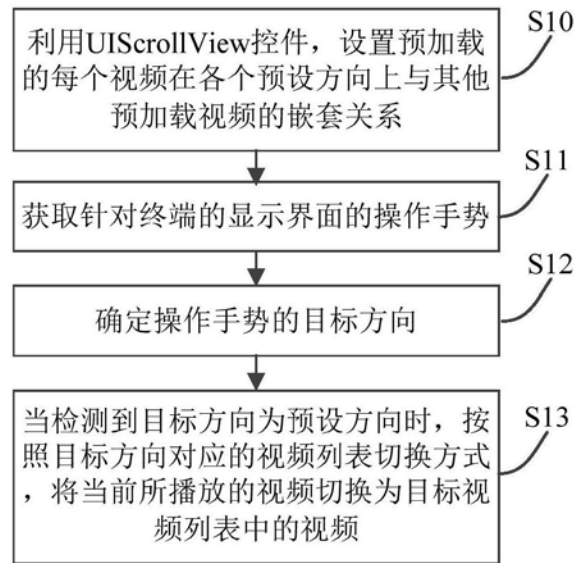 利用UIScrollView控件，设置预加载
的每个视频在各个预设方向上与其他
预加载视频的嵌套关系
S10
获取针对终端的显示界面的操作手势
S11
确定操作手势的目标方向
S12
当检测到目标方向为预设方向时，按
照目标方向对应的视频列表切换方式
，将当前所播放的视频切换为目标视
频列表中的视频
S13